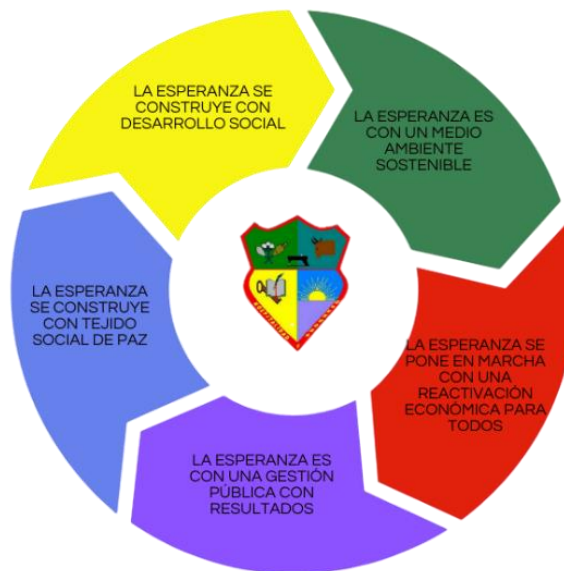 LA ESPERANZA SE
CONSTRUYE CON
DESARROLLO SOCIAL
LA ESPERANZA ES
CON UN MEDIO
AMBIENTE
SOSTENIBLE
LA ESPERANZA SE
PONE EN MARCHA
CON UNA
REACTIVACIÓN
ECONÓMICA PARA
TODOS
LA ESPERANZA ES
CON UNA GESTIÓN
PÚBLICA CON
RESULTADOS
LA ESPERANZA
SE CONSTRUYE
CON TEJIDO
SOCIAL DE PAZ